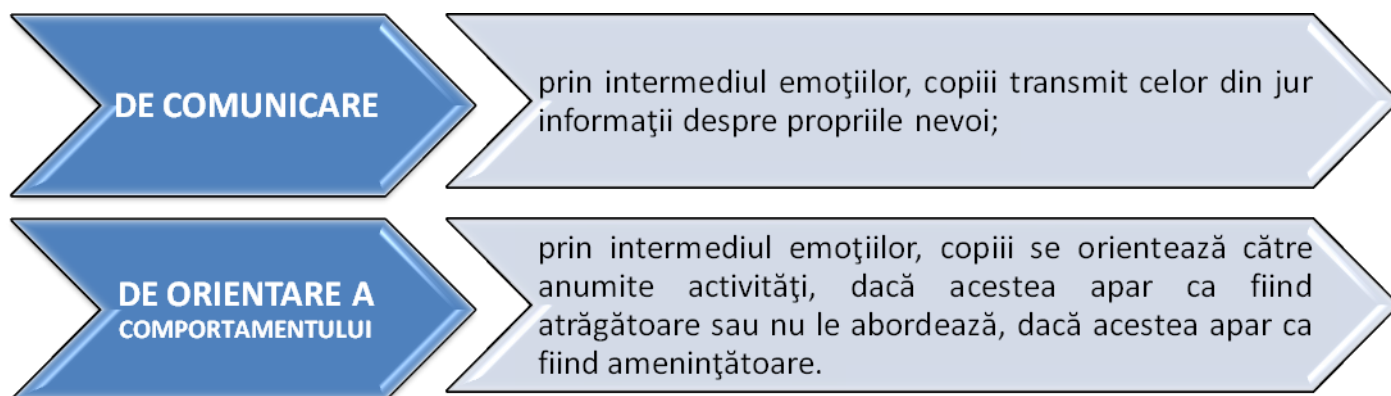 DE COMUNICARE
prin intermediul emoţiilor, copiii transmit celor din jur
informaţii despre propriile nevoi;
DE ORIENTARE A
COMPORTAMENTULUI
prin intermediul emoţiilor, copiii se orientează către
anumite activităţi, dacă acestea apar ca fiind
atrăgătoare sau nu le abordează, dacă acestea apar ca
fiind ameninţătoare.